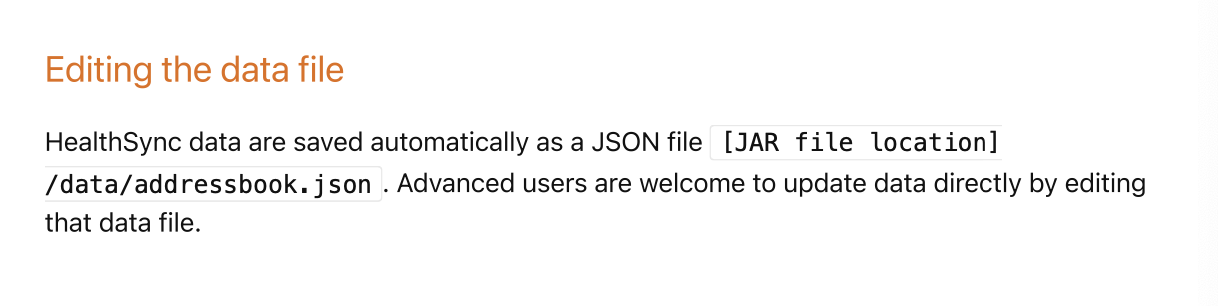 Editing the data file
HealthSync data are saved automatically as a JSON file [JAR file location]
/data/addressbook.json . Advanced users are welcome to update data directly by editing
that data file.